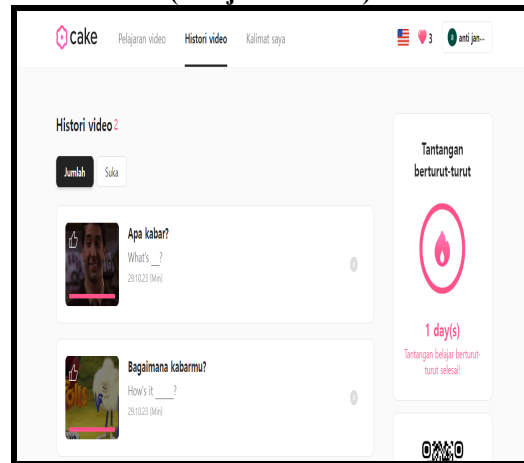 cake
Pelajaran video
Histori video
Kalimat saya
3
a anti jan--
Histori video 2
Jumlah
Suka
Apa kabar?
What's __?
29.10.23 (Min)
Bagaimana kabarmu?
How's it ____?
29.10.23 (Min)
Tantangan
berturut-turut
1 day(s)
Tantangan belajar berturut-
turut selesai!